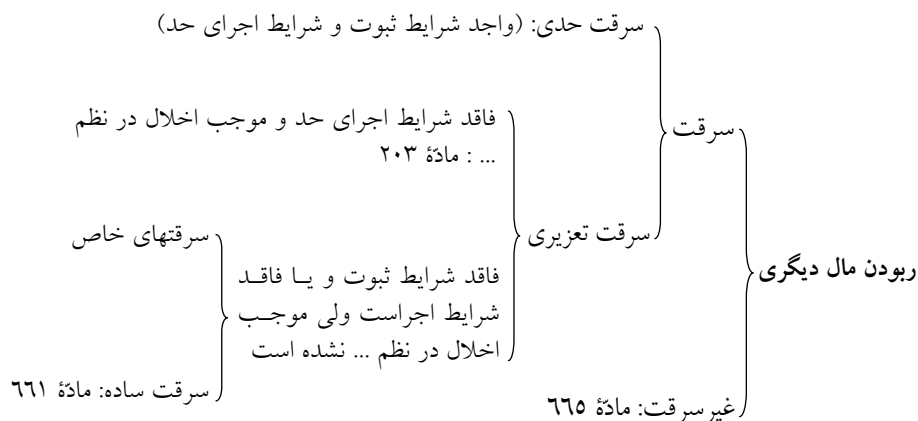 سرقت حدی: (واجد شرایط ثبوت و شرایط اجرای حد)
فاقد شرایط اجرای حد و موجب اخلال در نظم
... : مادّۀ ۲۰۳
سرقت
سرقت تعزیری
سرقتهای خاص
ربودن مال دیگری
فاقد شرایط ثبوت و یا فاقد
شرایط اجراست ولی موجب
اخلال در نظم ... نشده است
سرقت ساده: مادّۀ ٦٦١
غیرسرقت: مادّۀ ٦٦٥